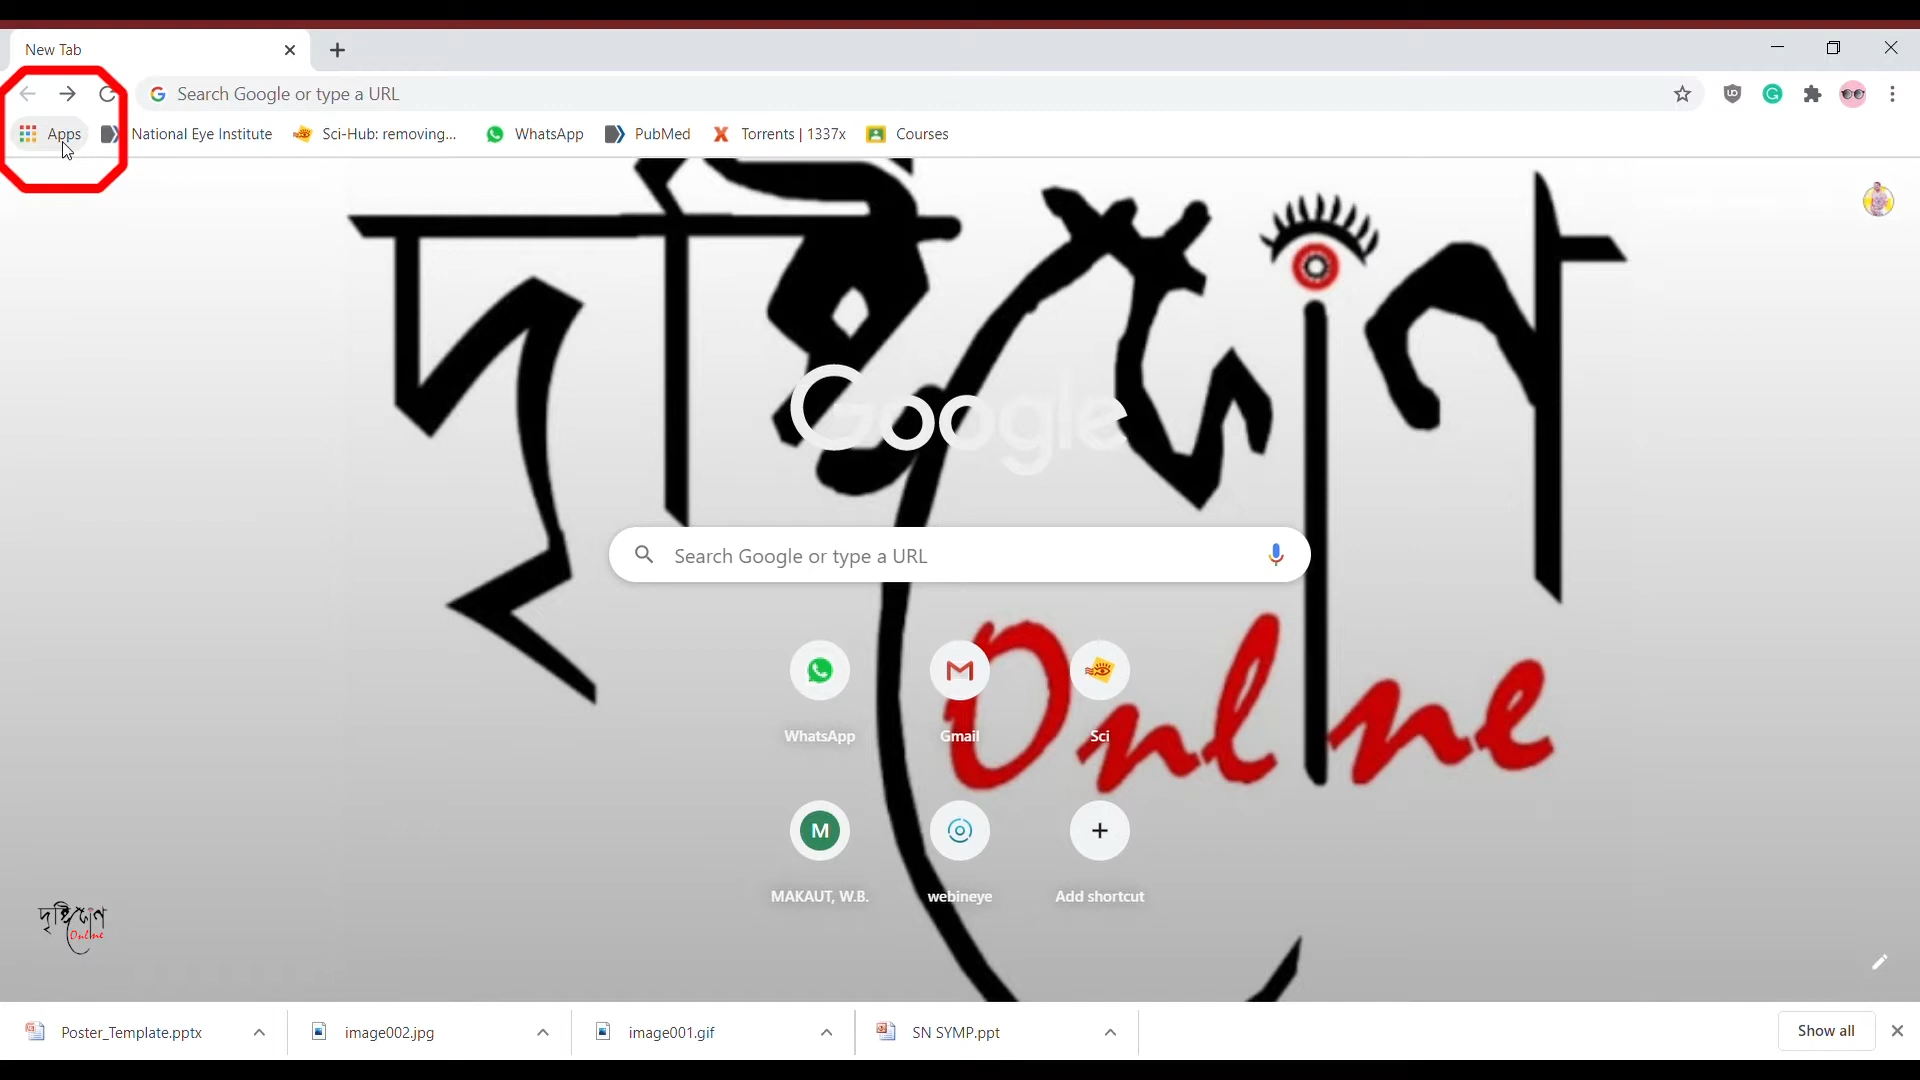 New Tab
Search Google or type a URL
Apps
National Eye Institute
Sci-Hub: removing...
WhatsApp
PubMed
Torrents | 1337x
Courses
দৃষ্টিকোণ
Google
Search Google or type a URL
Online
WhatsApp
Gmail
Sci
M
MAKAUT, W.B.
webineye
Add shortcut
দৃষ্টিকোণ
Online
Poster_Template.pptx
image002.jpg
image001.gif
SN SYMP.ppt
Show all